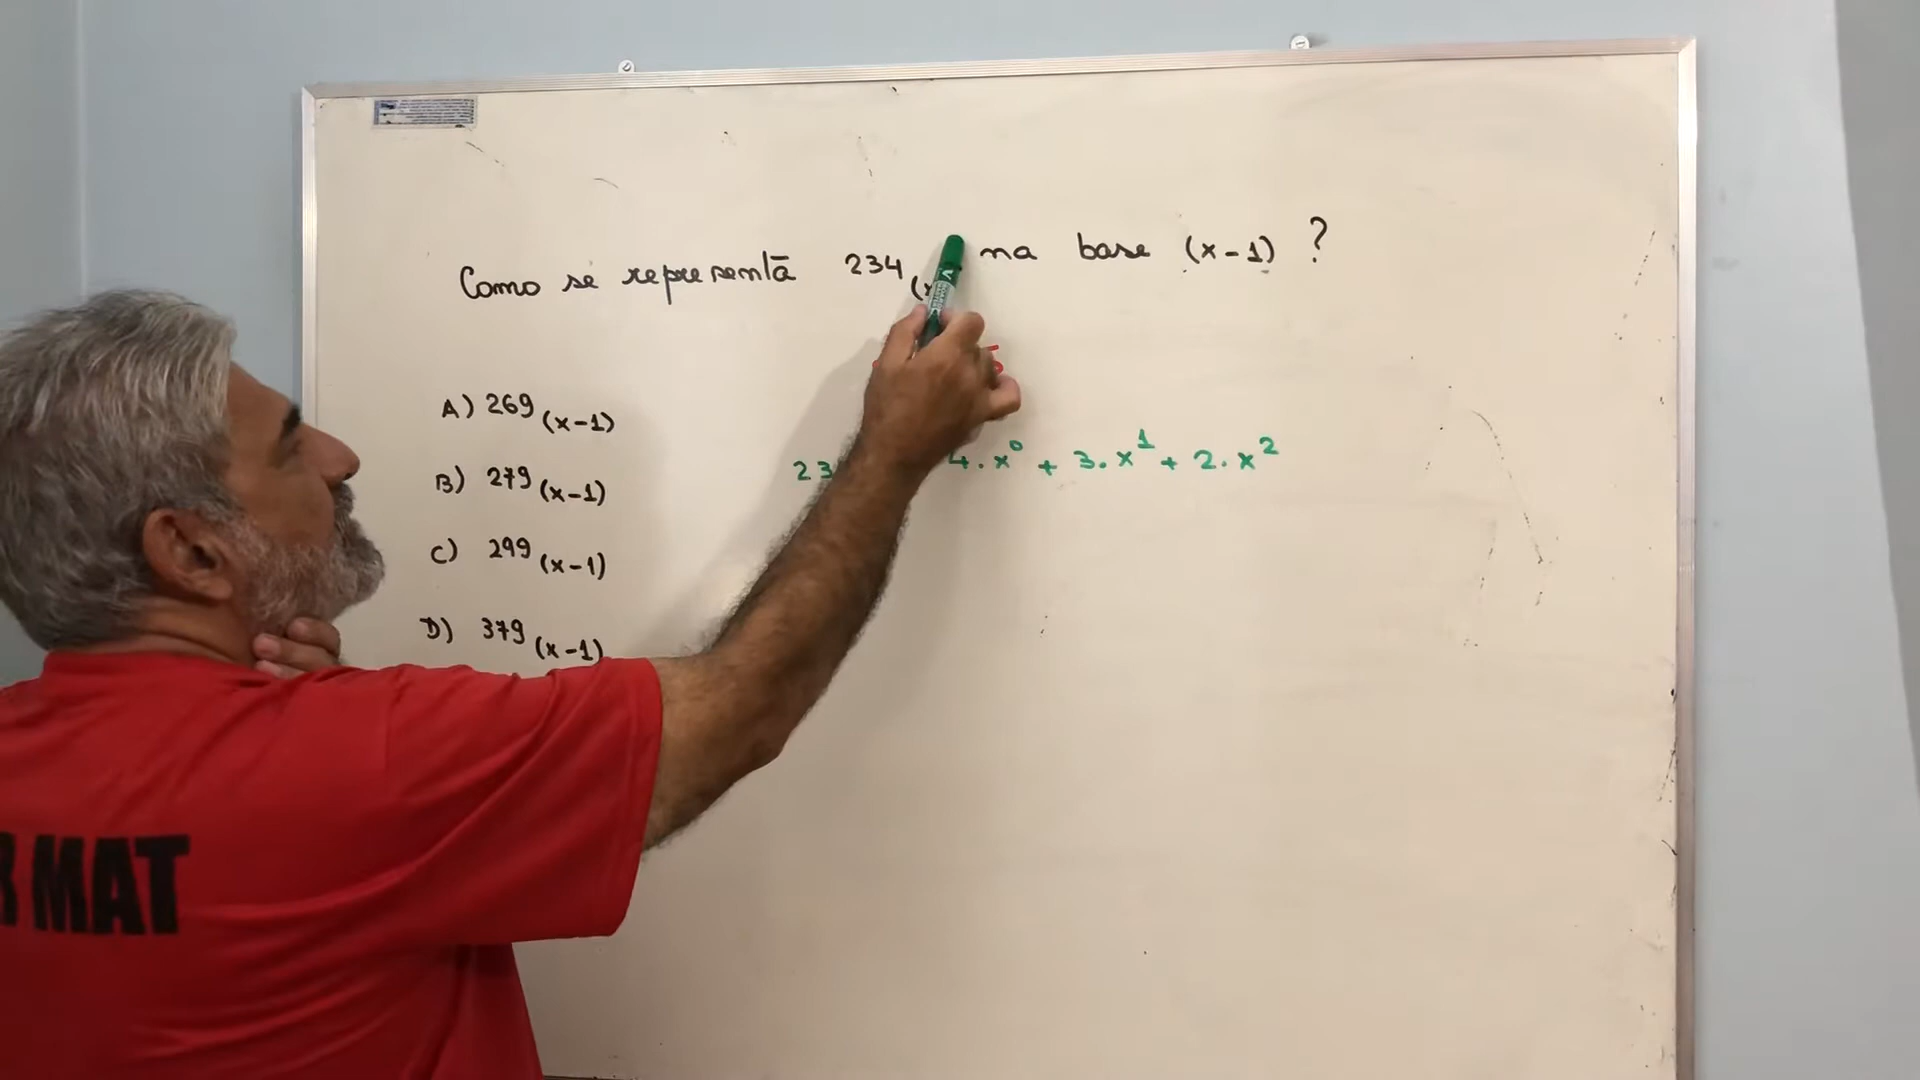 Como se representã 234 (x na base (x-1) ?
A) 269 (x-1)
B) 279 (x-1)
C) 299 (x-1)
D) 379 (x-1)
23 4.x⁰ + 3.x¹ + 2.x²
MAT